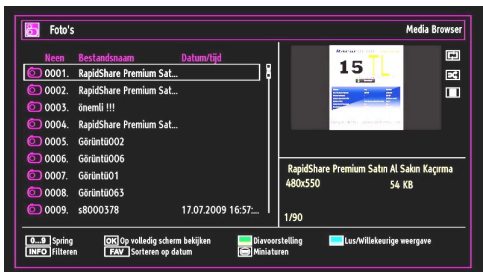 Foto's
Media Browser
Neen Bestandsnaam Datum/tijd
0001. RapidShare Premium Sat...
0002. RapidShare Premium Sat...
0003. önemli !!!
0004. RapidShare Premium Sat...
0005. Görüntü002
0006. Görüntü006
0007. Görüntü01
0008. Görüntü063
0009. s8000378 17.07.2009 16:57:...
15 TL
RapidShare Premium Satın Al Sakın Kaçırma
480x550 54 KB
1/90
0...9 Spring OK Op volledig scherm bekijken Diavoorstelling Lus/Willekeurige weergave
INFO Filteren FAV Sorteren op datum Miniaturen